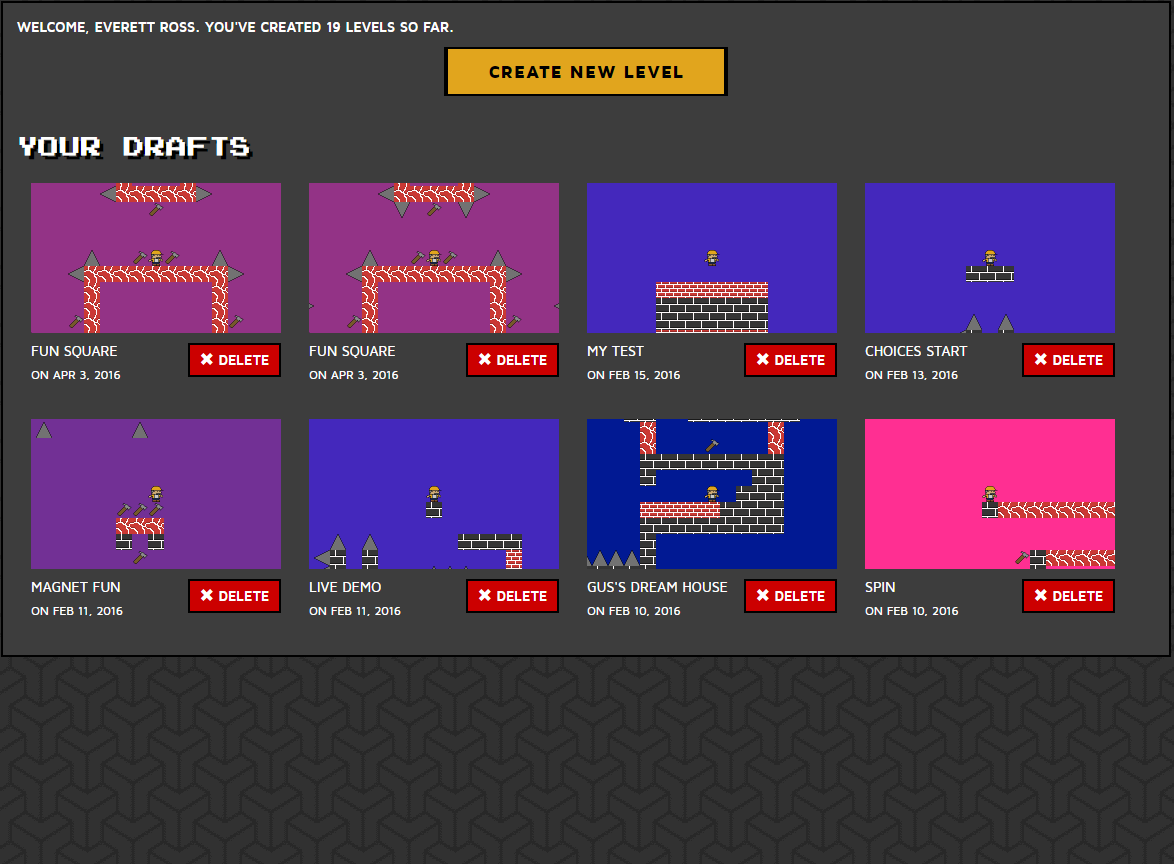 WELCOME, EVERETT ROSS. YOU'VE CREATED 19 LEVELS SO FAR.
CREATE NEW LEVEL
YOUR DRAFTS
FUN SQUARE
ON APR 3, 2016
✖ DELETE
FUN SQUARE
ON APR 3, 2016
✖ DELETE
MY TEST
ON FEB 15, 2016
✖ DELETE
CHOICES START
ON FEB 13, 2016
✖ DELETE
MAGNET FUN
ON FEB 11, 2016
✖ DELETE
LIVE DEMO
ON FEB 11, 2016
✖ DELETE
GUS'S DREAM HOUSE
ON FEB 10, 2016
✖ DELETE
SPIN
ON FEB 10, 2016
✖ DELETE